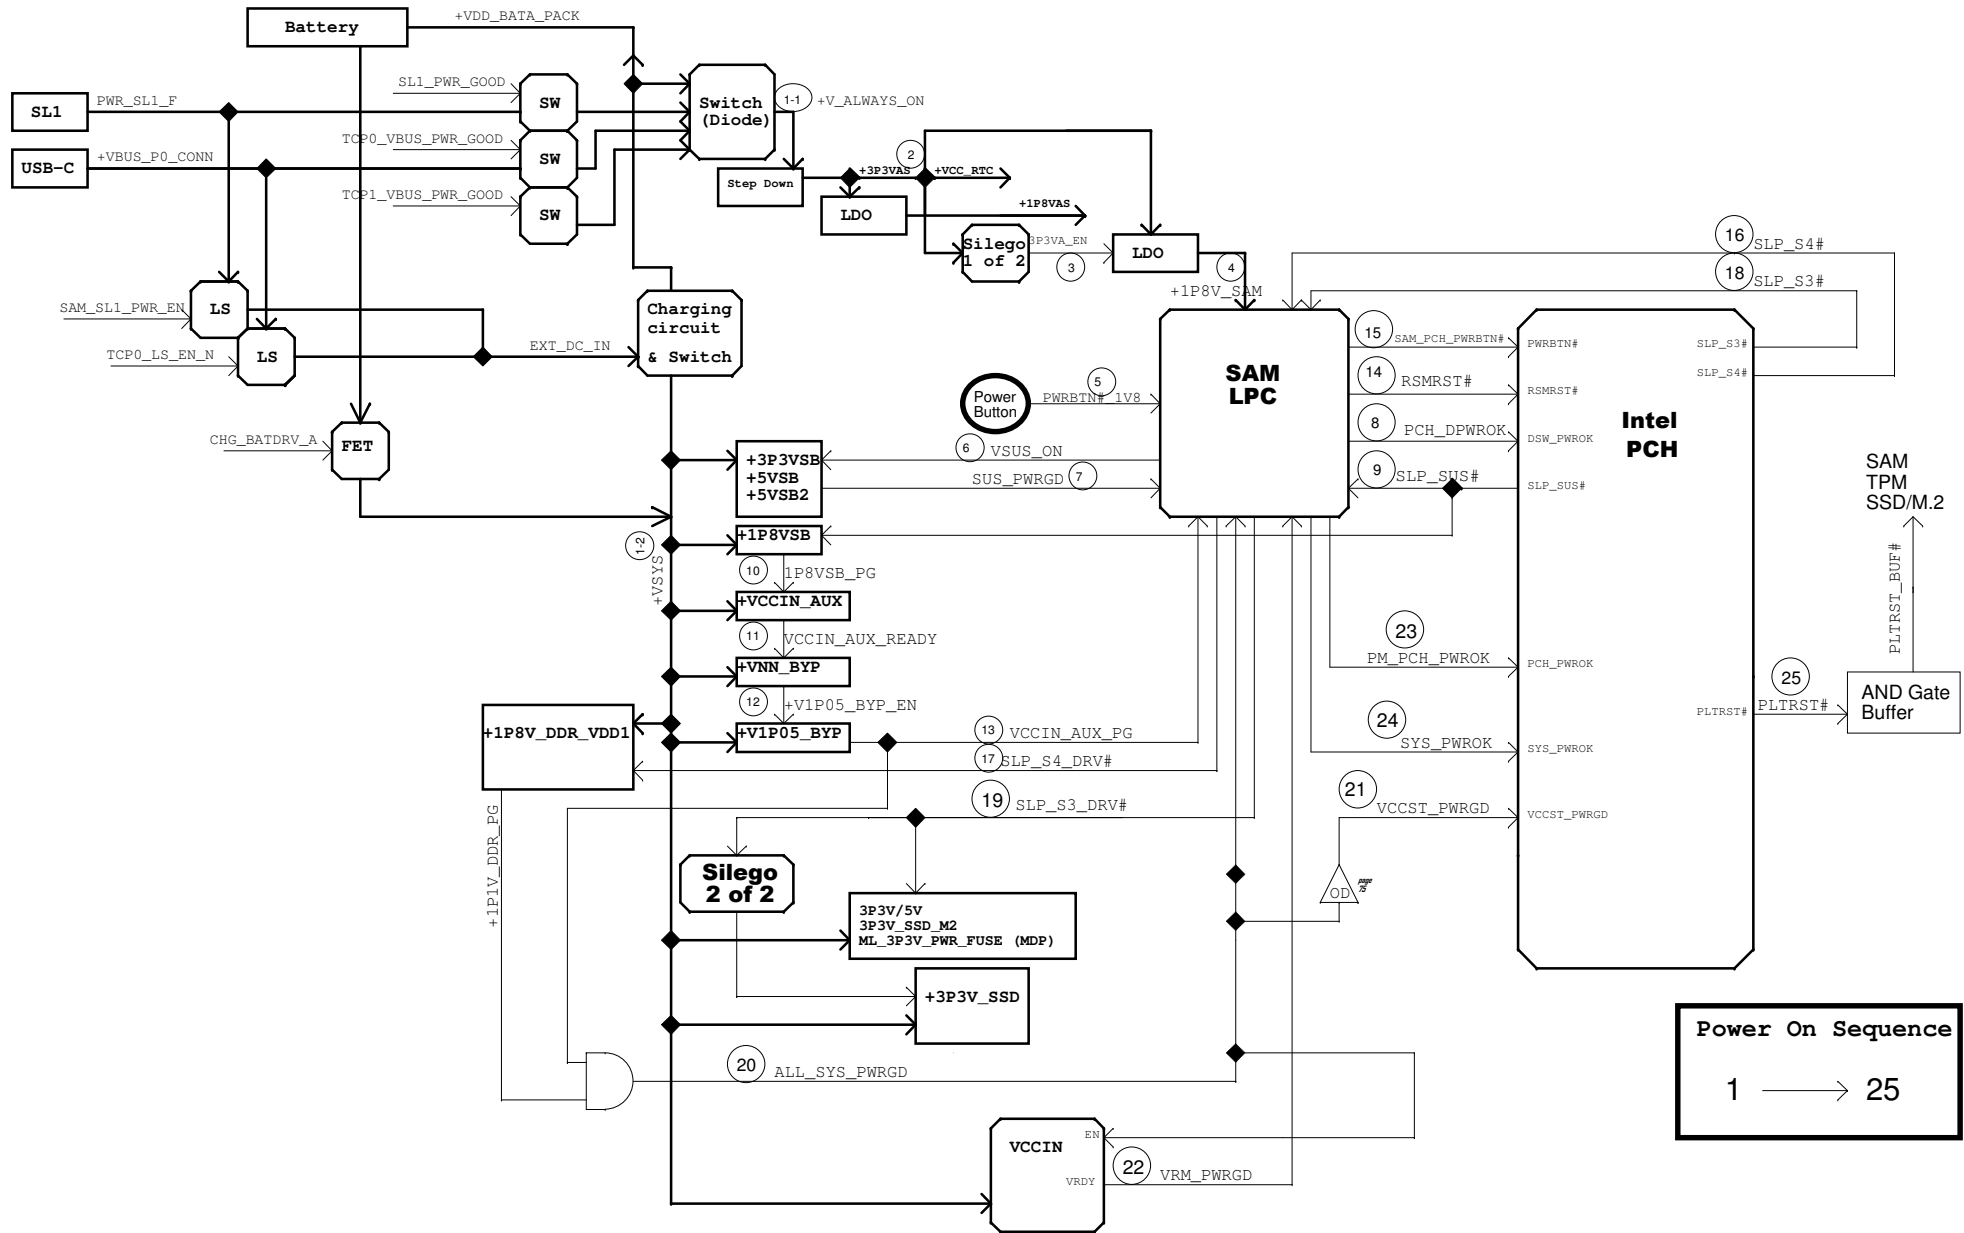 Battery
+VDD_BATA_PACK
SL1
PWR_SL1_F
USB-C
+VBUS_P0_CONN
SL1_PWR_GOOD
SW
TCP0_VBUS_PWR_GOOD
SW
TCP1_VBUS_PWR_GOOD
SW
Switch
(Diode)
1-1
+V_ALWAYS_ON
Step Down
2
+3P3VAS
+VCC_RTC
LDO
+1P8VAS
Silego
1 of 2
3P3VA_EN
3
LDO
4
+1P8V_SAM
16
SLP_S4#
18
SLP_S3#
SAM_SL1_PWR_EN
LS
TCP0_LS_EN_N
LS
EXT_DC_IN
Charging
circuit
& Switch
CHG_BATDRV_A
FET
Power
Button
5
PWRBTN#_1V8
SAM
LPC
15
SAM_PCH_PWRBTN#
14
RSMRST#
8
PCH_DPWROK
9
SLP_SUS#
PWRBTN#
SLP_S3#
SLP_S4#
RSMRST#
Intel
PCH
DSW_PWROK
SLP_SUS#
+3P3VSB
+5VSB
+5VSB2
6
VSUS_ON
SUS_PWRGD
7
SAM
TPM
SSD/M.2
1-2
+VSYS
+1P8VSB
10
1P8VSB_PG
+VCCIN_AUX
11
VCCIN_AUX_READY
+VNN_BYP
12
+V1P05_BYP_EN
+V1P05_BYP
13
VCCIN_AUX_PG
17
SLP_S4_DRV#
+1P8V_DDR_VDD1
+1P1V_DDR_PG
19
SLP_S3_DRV#
23
PM_PCH_PWROK
PCH_PWROK
24
SYS_PWROK
SYS_PWROK
21
VCCST_PWRGD
VCCST_PWRGD
PLTRST#
25
PLTRST#
AND Gate
Buffer
PLTRST_BUF#
OD
page
75
Silego
2 of 2
3P3V/5V
3P3V_SSD_M2
ML_3P3V_PWR_FUSE (MDP)
+3P3V_SSD
20
ALL_SYS_PWRGD
VCCIN
EN
VRDY
22
VRM_PWRGD
Power On Sequence
1
25